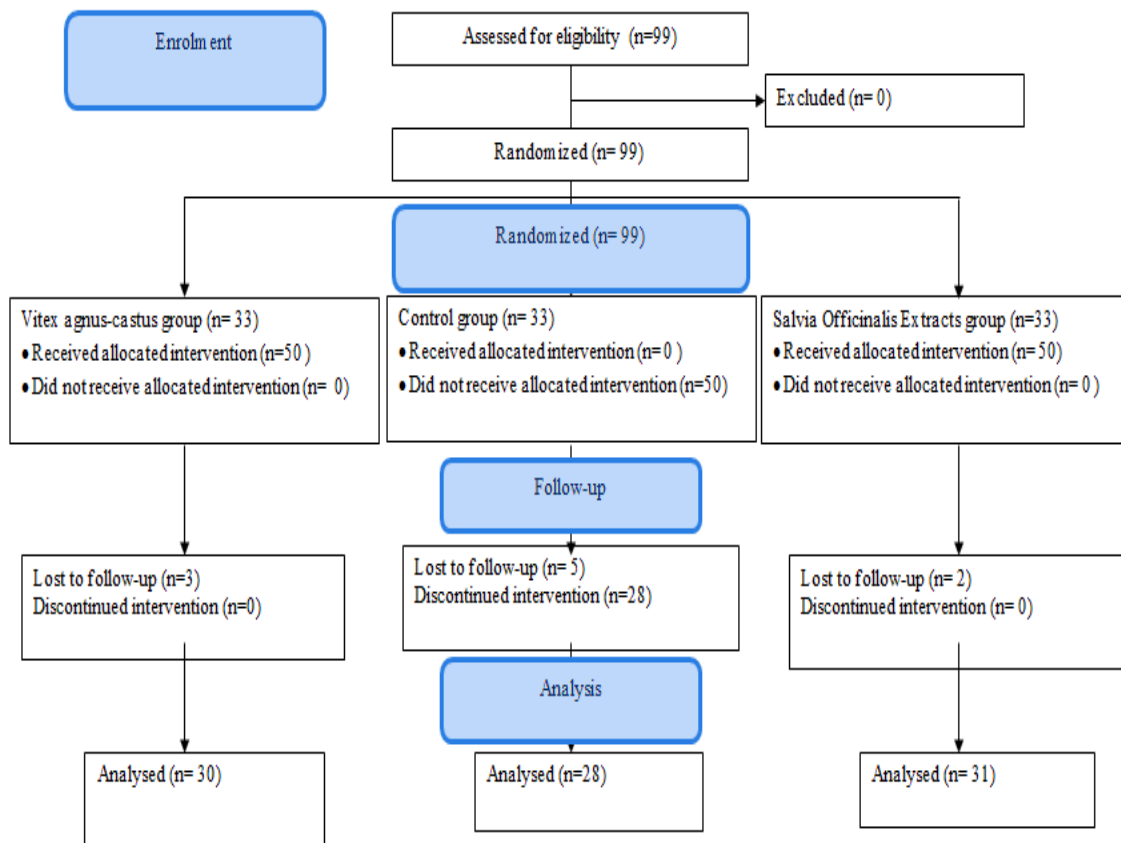 Enrolment
Assessed for eligibility (n=99)
Excluded (n= 0)
Randomized (n= 99)
Randomized (n= 99)
Vitex agnus-castus group (n= 33)
•Received allocated intervention (n=50 )
•Did not receive allocated intervention (n= 0)
Control group (n= 33)
•Received allocated intervention (n=0 )
•Did not receive allocated intervention (n=50)
Salvia Officinalis Extracts group (n=33)
•Received allocated intervention (n= 50)
•Did not receive allocated intervention (n= 0 )
Follow-up
Lost to follow-up (n=3)
Discontinued intervention (n=0)
Lost to follow-up (n= 5)
Discontinued intervention (n=28)
Lost to follow-up (n= 2)
Discontinued intervention (n= 0)
Analysis
Analysed (n= 30)
Analysed (n=28)
Analysed (n= 31)